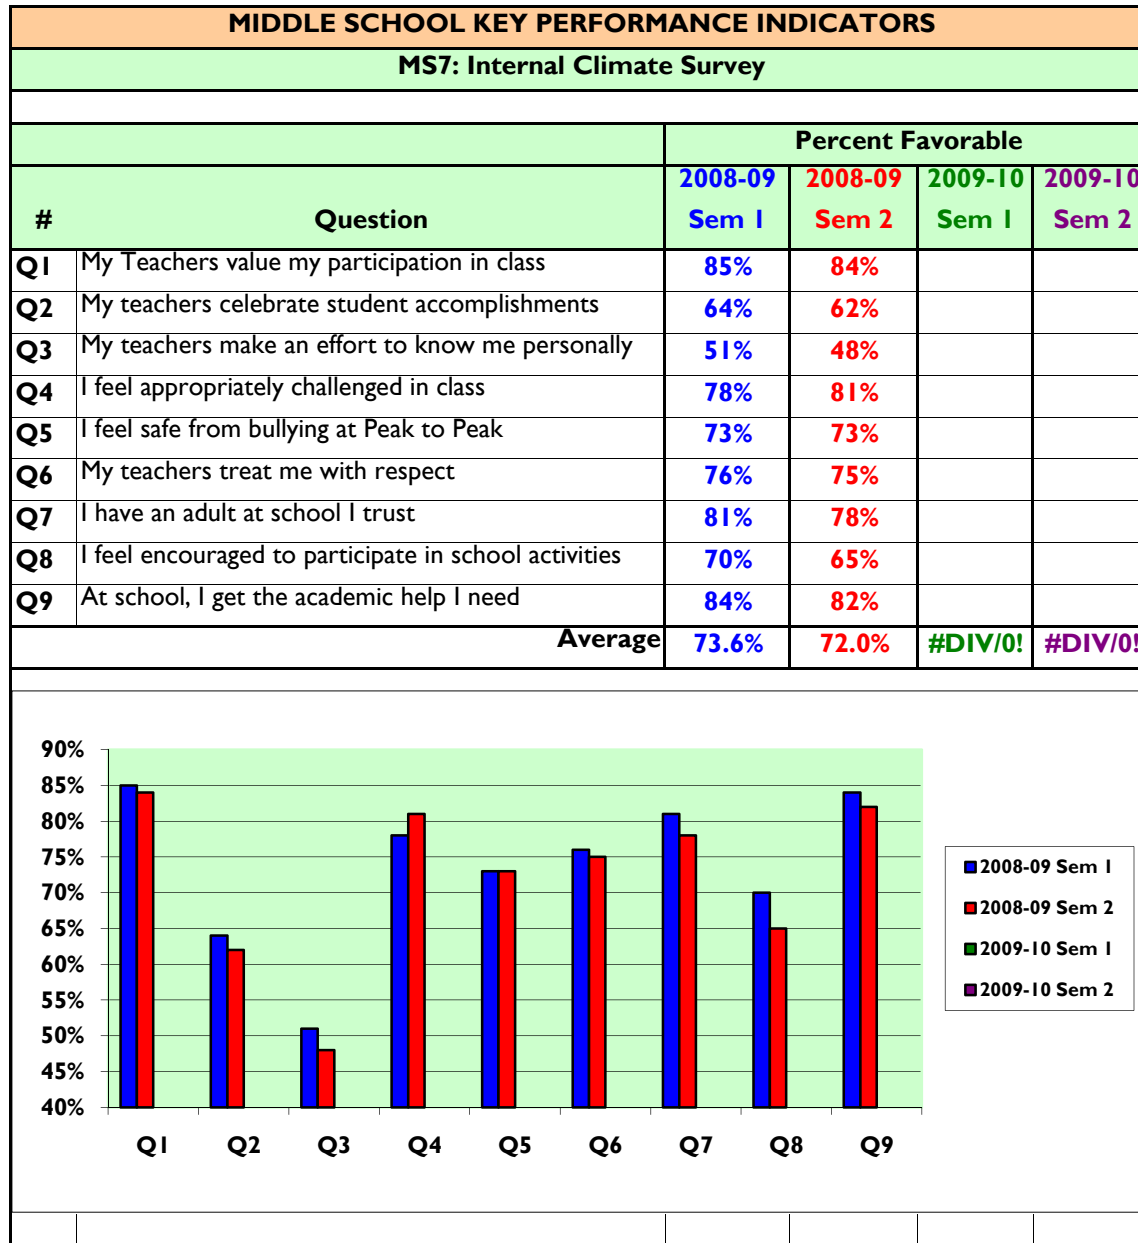 MIDDLE SCHOOL KEY PERFORMANCE INDICATORS
MS7: Internal Climate Survey
Percent Favorable
# Question 2008-09 Sem 1 2008-09 Sem 2 2009-10 Sem 1 2009-10 Sem 2
Q1 My Teachers value my participation in class 85% 84%
Q2 My teachers celebrate student accomplishments 64% 62%
Q3 My teachers make an effort to know me personally 51% 48%
Q4 I feel appropriately challenged in class 78% 81%
Q5 I feel safe from bullying at Peak to Peak 73% 73%
Q6 My teachers treat me with respect 76% 75%
Q7 I have an adult at school I trust 81% 78%
Q8 I feel encouraged to participate in school activities 70% 65%
Q9 At school, I get the academic help I need 84% 82%
Average 73.6% 72.0% #DIV/0! #DIV/0!
90%
85%
80%
75%
70%
65%
60%
55%
50%
45%
40%
Q1 Q2 Q3 Q4 Q5 Q6 Q7 Q8 Q9
2008-09 Sem 1
2008-09 Sem 2
2009-10 Sem 1
2009-10 Sem 2